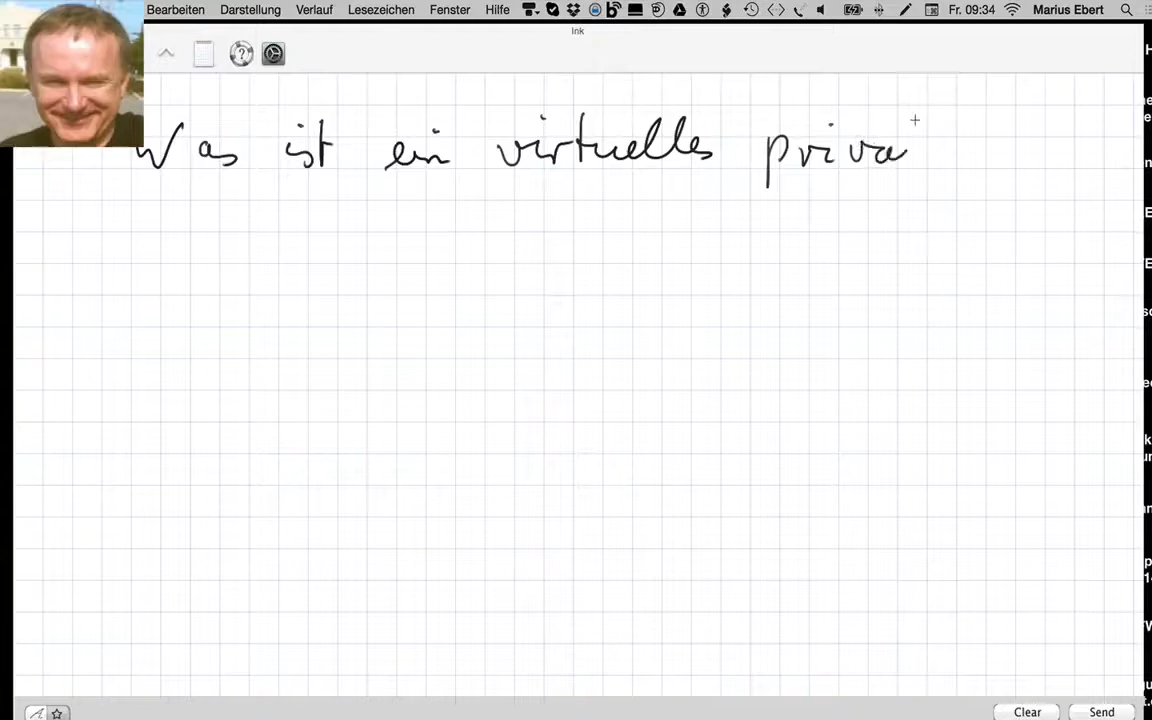 Bearbeiten Darstellung Verlauf Lesezeichen Fenster Hilfe Fr. 09:34 Marius Ebert
Ink
Was ist ein virtuelles priva
Clear Send